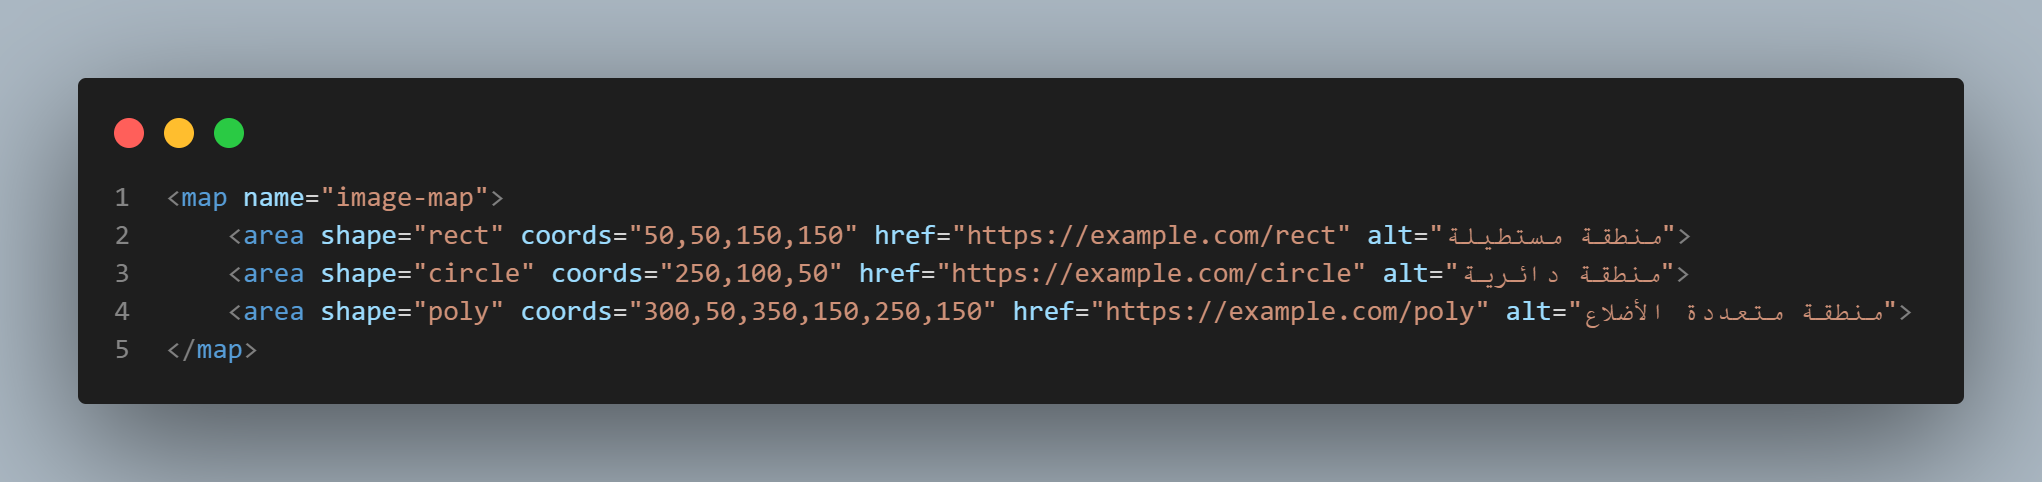 1 <map name="image-map">
2     <area shape="rect" coords="50,50,150,150" href="https://example.com/rect" alt="منطقة مستطيلة">
3     <area shape="circle" coords="250,100,50" href="https://example.com/circle" alt="منطقة دائرية">
4     <area shape="poly" coords="300,50,350,150,250,150" href="https://example.com/poly" alt="منطقة متعددة الأضلاع">
5 </map>